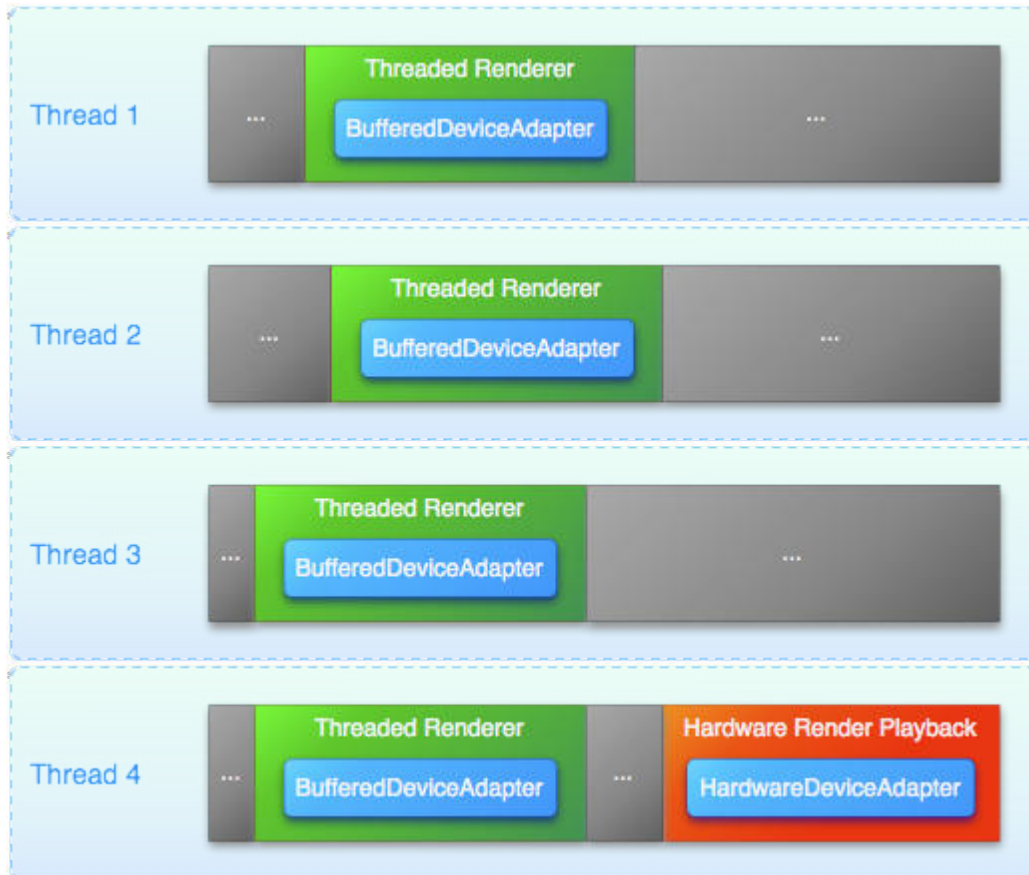 Threaded Renderer
Thread 1
...
BufferedDeviceAdapter
...
Threaded Renderer
Thread 2
...
BufferedDeviceAdapter
...
Threaded Renderer
Thread 3
...
BufferedDeviceAdapter
...
Threaded Renderer
Hardware Render Playback
Thread 4
...
BufferedDeviceAdapter
...
HardwareDeviceAdapter